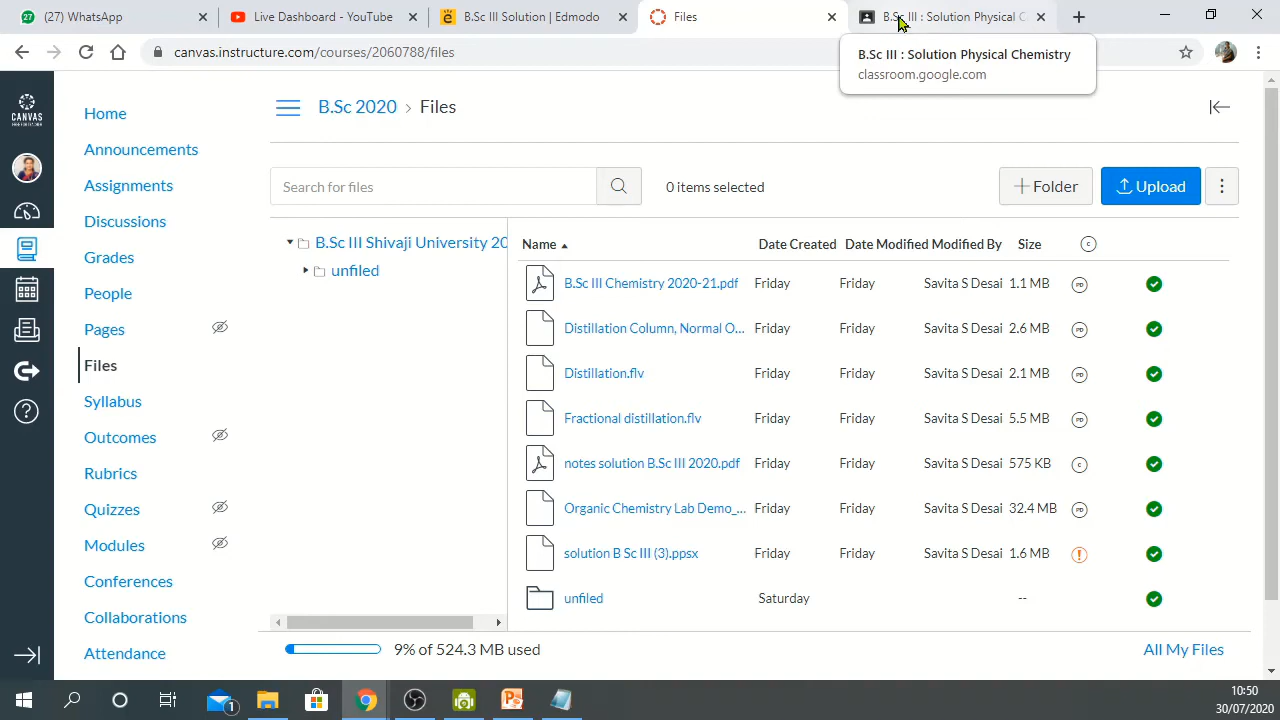 (27) WhatsApp
Live Dashboard - YouTube
B.Sc III Solution | Edmodo
Files
B.Sc III : Solution Physical C
canvas.instructure.com/courses/2060788/files
B.Sc III : Solution Physical Chemistry
classroom.google.com
CANVAS
Home
Announcements
Assignments
Discussions
Grades
People
Pages
Files
Syllabus
Outcomes
Rubrics
Quizzes
Modules
Conferences
Collaborations
Attendance
B.Sc 2020 › Files
Search for files
0 items selected
+ Folder
Upload
B.Sc III Shivaji University 20
unfiled
Name Date Created Date Modified Modified By Size
B.Sc III Chemistry 2020-21.pdf Friday Friday Savita S Desai 1.1 MB PD
Distillation Column, Normal O... Friday Friday Savita S Desai 2.6 MB PD
Distillation.flv Friday Friday Savita S Desai 2.1 MB PD
Fractional distillation.flv Friday Friday Savita S Desai 5.5 MB PD
notes solution B.Sc III 2020.pdf Friday Friday Savita S Desai 575 KB c
Organic Chemistry Lab Demo_... Friday Friday Savita S Desai 32.4 MB PD
solution B Sc III (3).ppsx Friday Friday Savita S Desai 1.6 MB !
unfiled Saturday --
9% of 524.3 MB used
All My Files
10:50
30/07/2020